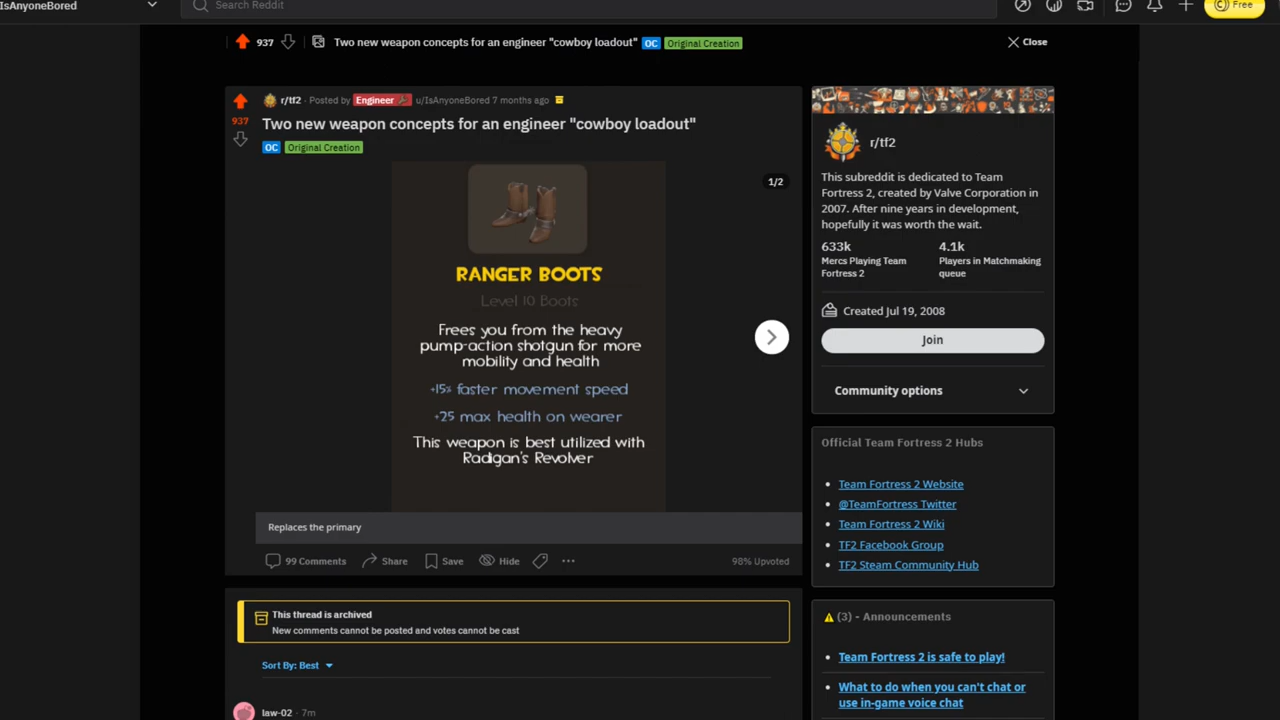 IsAnyoneBored
Search Reddit
Free
937
Two new weapon concepts for an engineer "cowboy loadout" OC Original Creation
Close
r/tf2 · Posted by Engineer u/IsAnyoneBored 7 months ago
937
Two new weapon concepts for an engineer "cowboy loadout"
OC Original Creation
1/2
RANGER BOOTS
Level 10 Boots
Frees you from the heavy
pump-action shotgun for more
mobility and health
+15% faster movement speed
+25 max health on wearer
This weapon is best utilized with
Radigan's Revolver
Replaces the primary
99 Comments Share Save Hide ··· 98% Upvoted
This thread is archived
New comments cannot be posted and votes cannot be cast
Sort By: Best
law-02 · 7m
r/tf2
This subreddit is dedicated to Team
Fortress 2, created by Valve Corporation in
2007. After nine years in development,
hopefully it was worth the wait.
633k 4.1k
Mercs Playing Team Players in Matchmaking
Fortress 2 queue
Created Jul 19, 2008
Join
Community options
Official Team Fortress 2 Hubs
• Team Fortress 2 Website
• @TeamFortress Twitter
• Team Fortress 2 Wiki
• TF2 Facebook Group
• TF2 Steam Community Hub
(3) - Announcements
• Team Fortress 2 is safe to play!
• What to do when you can't chat or
use in-game voice chat